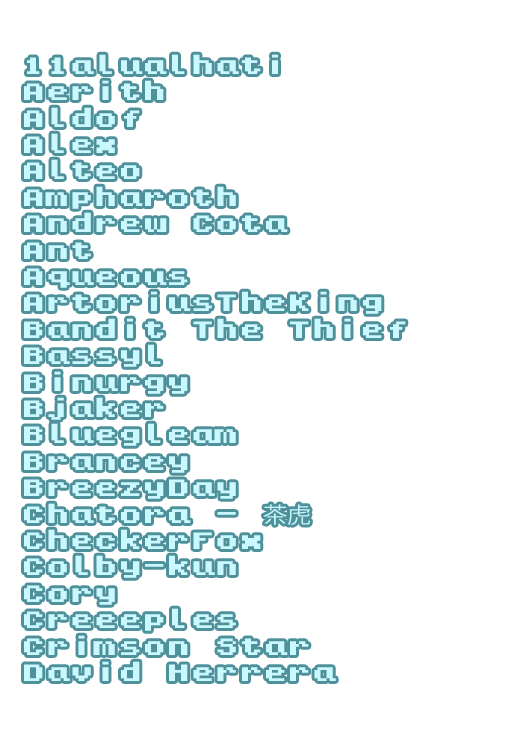 11alualhati
Aerith
Aldof
Alex
Alteo
Ampharoth
Andrew Cota
Ant
Aqueous
ArtoriusTheKing
Bandit The Thief
Bassyl
Binurgy
Bjaker
Bluegleam
Brancey
BreezyDay
Chatora - 茶虎
CheckerFox
Colby-kun
Cory
Creeeples
Crimson Star
David Herrera